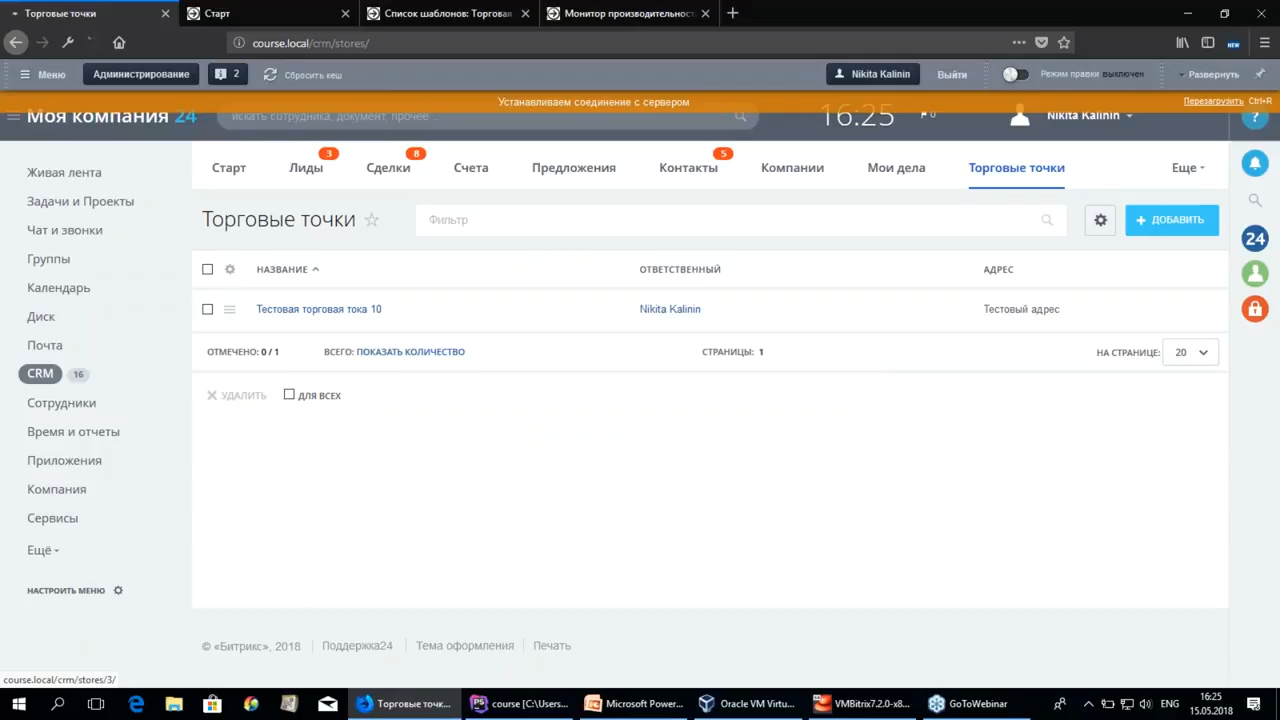 Торговые точки
Старт
Список шаблонов: Торговая
Монитор производительност
course.local/crm/stores/
NEW
Меню
Администрирование
2
Сбросить кеш
Nikita Kalinin
Выйти
Режим правки выключен
Развернуть
Устанавливаем соединение с сервером
Перезагрузить Ctrl+R
Моя компания 24
искать сотрудника, документ, прочее...
16:25
0
Nikita Kalinin
?
Живая лента
Задачи и Проекты
Чат и звонки
Группы
Календарь
Диск
Почта
CRM 16
Сотрудники
Время и отчеты
Приложения
Компания
Сервисы
Ещё
НАСТРОИТЬ МЕНЮ
Старт
Лиды 3
Сделки 8
Счета
Предложения
Контакты 5
Компании
Мои дела
Торговые точки
Еще
Торговые точки
Фильтр
+ ДОБАВИТЬ
НАЗВАНИЕ ОТВЕТСТВЕННЫЙ АДРЕС
Тестовая торговая тока 10 Nikita Kalinin Тестовый адрес
ОТМЕЧЕНО: 0 / 1 ВСЕГО: ПОКАЗАТЬ КОЛИЧЕСТВО СТРАНИЦЫ: 1 НА СТРАНИЦЕ: 20
УДАЛИТЬ ДЛЯ ВСЕХ
24
© «Битрикс», 2018 Поддержка24 Тема оформления Печать
course.local/crm/stores/3/
Торговые точк...
course [C:\Users...
Microsoft Power...
Oracle VM Virtu...
VMBitrix7.2.0-x8...
GoToWebinar
ENG
16:25
15.05.2018